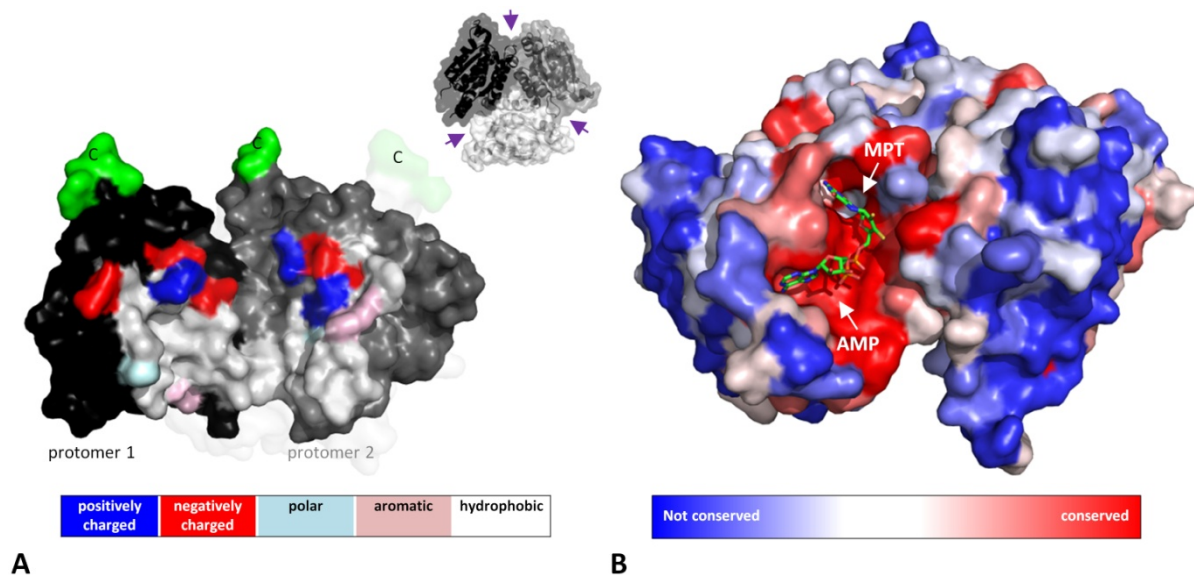 C
C
C
protomer 1
protomer 2
positively
charged
negatively
charged
polar
aromatic
hydrophobic
A
MPT
AMP
Not conserved
conserved
B